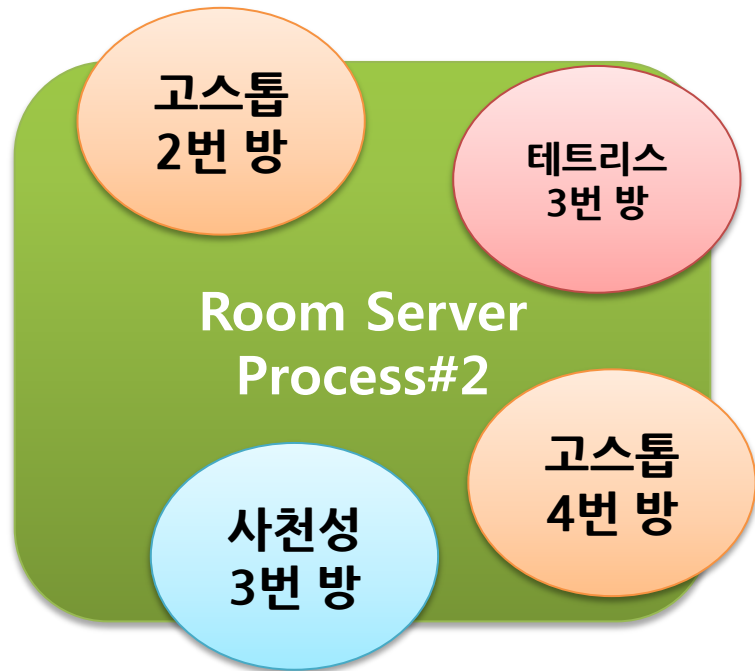 고스톱
2번 방
테트리스
3번 방
Room Server
Process#2
고스톱
4번 방
사천성
3번 방